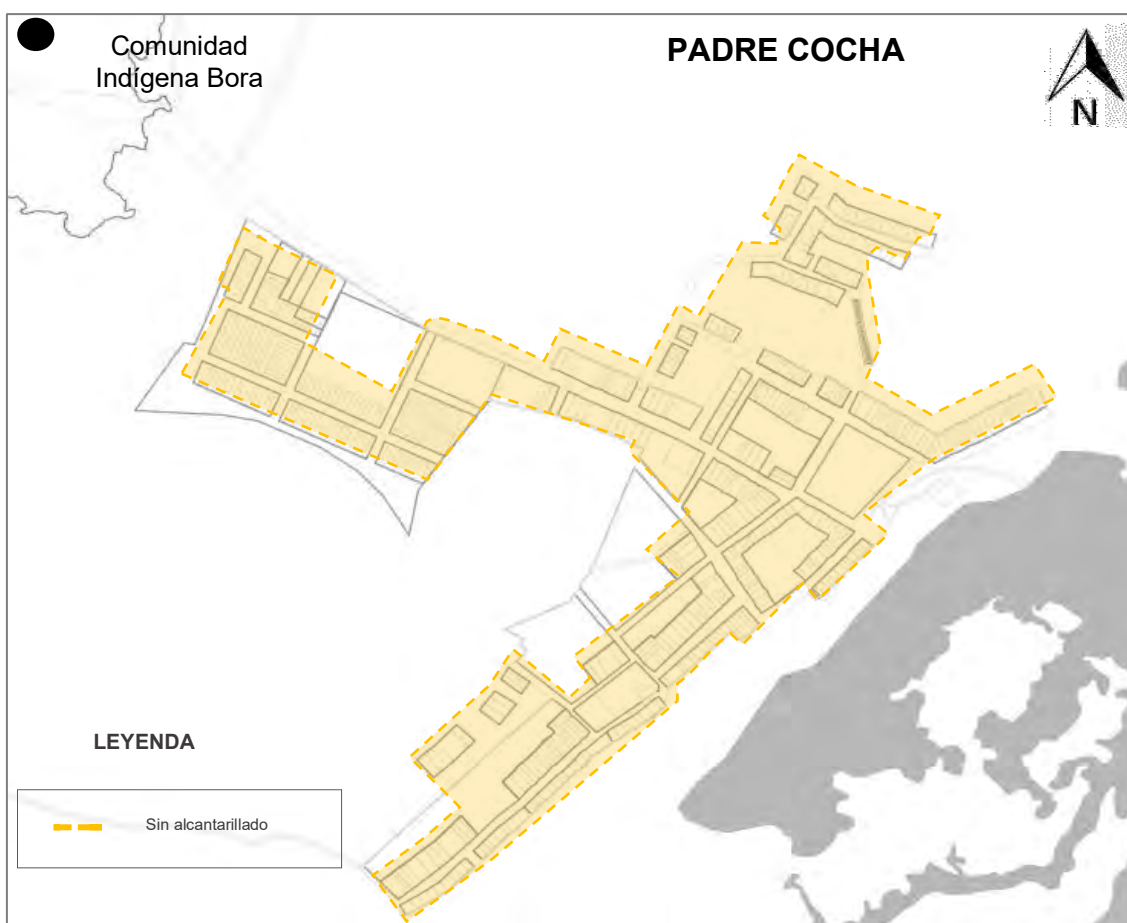 Comunidad
Indígena Bora
PADRE COCHA
N
LEYENDA
Sin alcantarillado